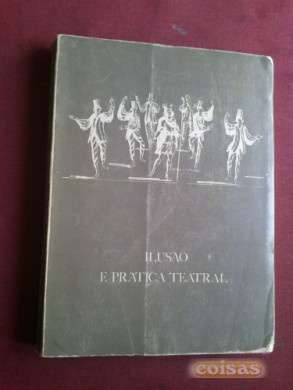 ILUSÃO
E PRÁTICA TEATRAL
coisas